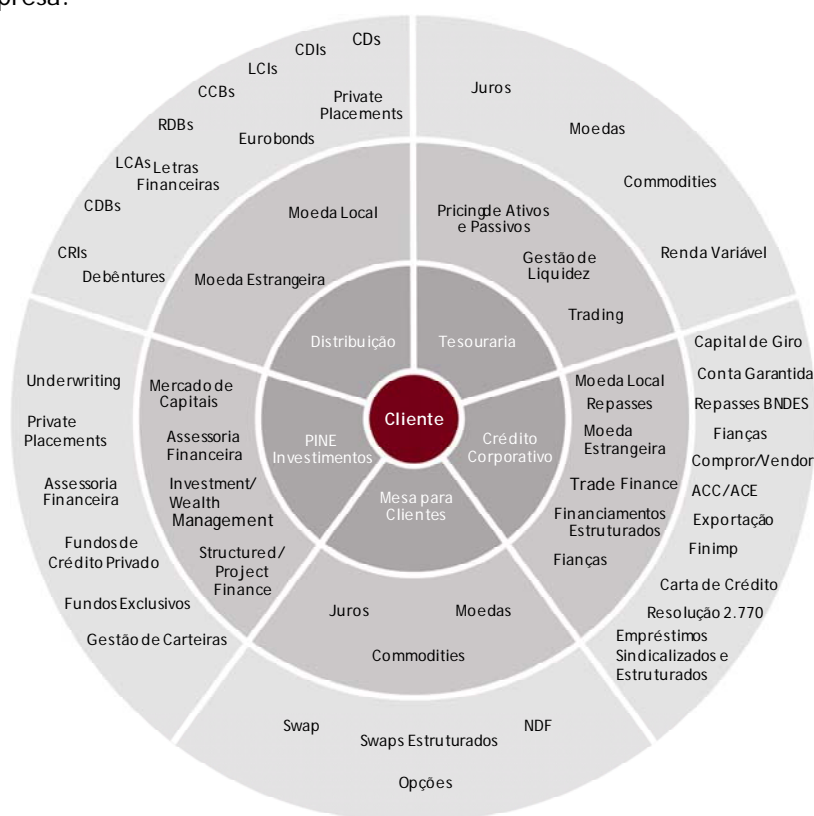 presa.
CDs
CDIs
LCIs
CCBs
Private
Placements
RDBs
Eurobonds
LCAs
Letras
Financeiras
CDBs
CRIs
Debêntures
Juros
Moedas
Commodities
Renda Variável
Moeda Local
Moeda Estrangeira
Pricing de Ativos
e Passivos
Gestão de
Liquidez
Trading
Distribuição
Tesouraria
Cliente
PINE
Investimentos
Crédito
Corporativo
Mesa para
Clientes
Underwriting
Private
Placements
Assessoria
Financeira
Fundos de
Crédito Privado
Fundos Exclusivos
Gestão de Carteiras
Mercado de
Capitais
Assessoria
Financeira
Investment/
Wealth
Management
Structured/
Project
Finance
Moeda Local
Repasses
Moeda
Estrangeira
Trade Finance
Financiamentos
Estruturados
Fianças
Capital de Giro
Conta Garantida
Repasses BNDES
Fianças
Compror/Vendor
ACC/ACE
Exportação
Finimp
Carta de Crédito
Resolução 2.770
Empréstimos
Sindicalizados e
Estruturados
Juros
Moedas
Commodities
Swap
Swaps Estruturados
NDF
Opções